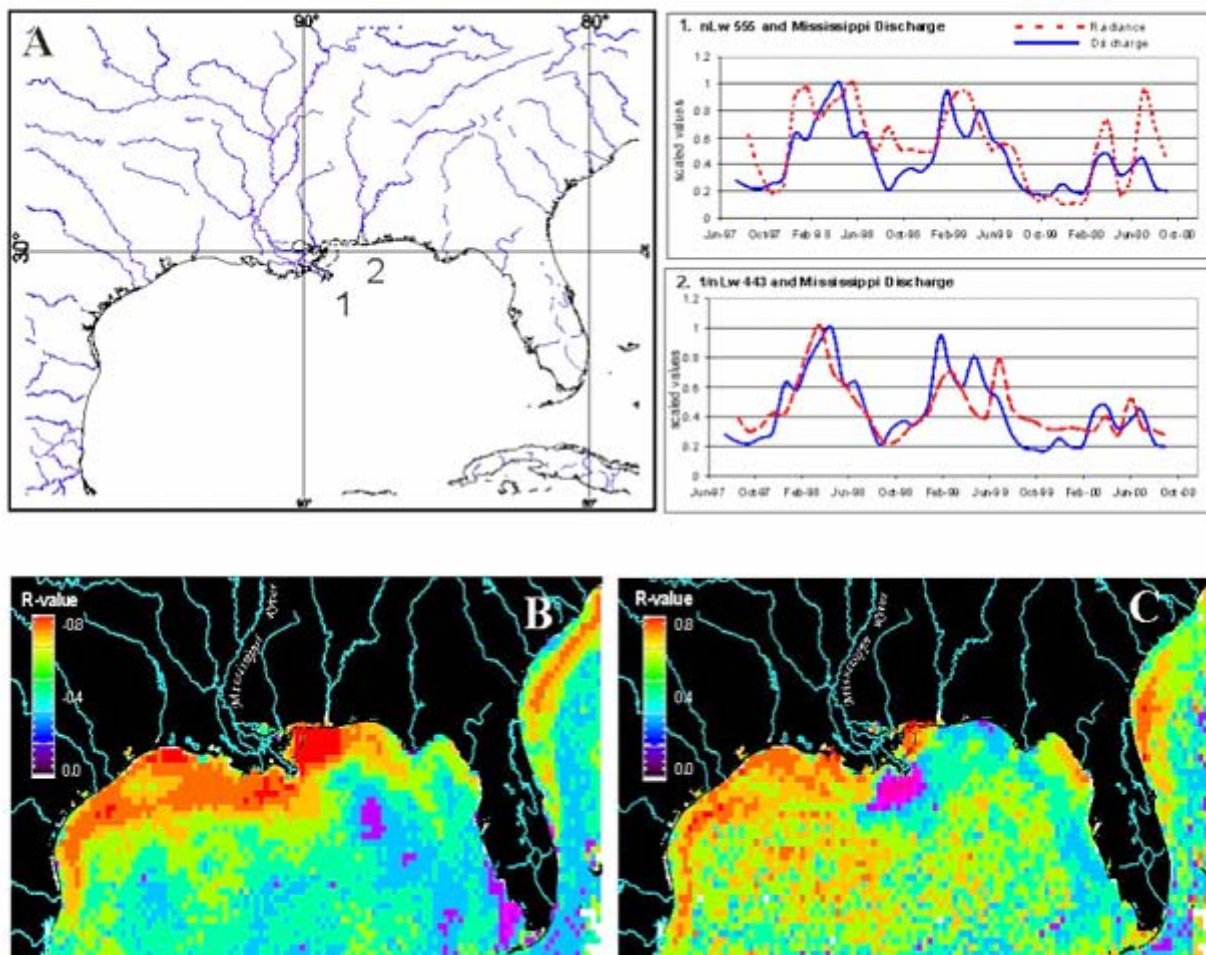 A
90°
80°
30°
1
2
90°
80°
1. nLw 555 and Mississippi Discharge
Radiance
Discharge
scaled values
1.2
1
0.8
0.6
0.4
0.2
0
Jun-97 Oct-97 Feb-98 Jun-98 Oct-98 Feb-99 Jun-99 Oct-99 Feb-00 Jun-00 Oct-00
2. 1/nLw 443 and Mississippi Discharge
scaled values
1.2
1
0.8
0.6
0.4
0.2
0
Jun-97 Oct-97 Feb-98 Jun-98 Oct-98 Feb-99 Jun-99 Oct-99 Feb-00 Jun-00 Oct-00
R-value
-0.8
-0.4
0.0
Mississippi River
B
R-value
0.8
0.4
0.0
Mississippi River
C